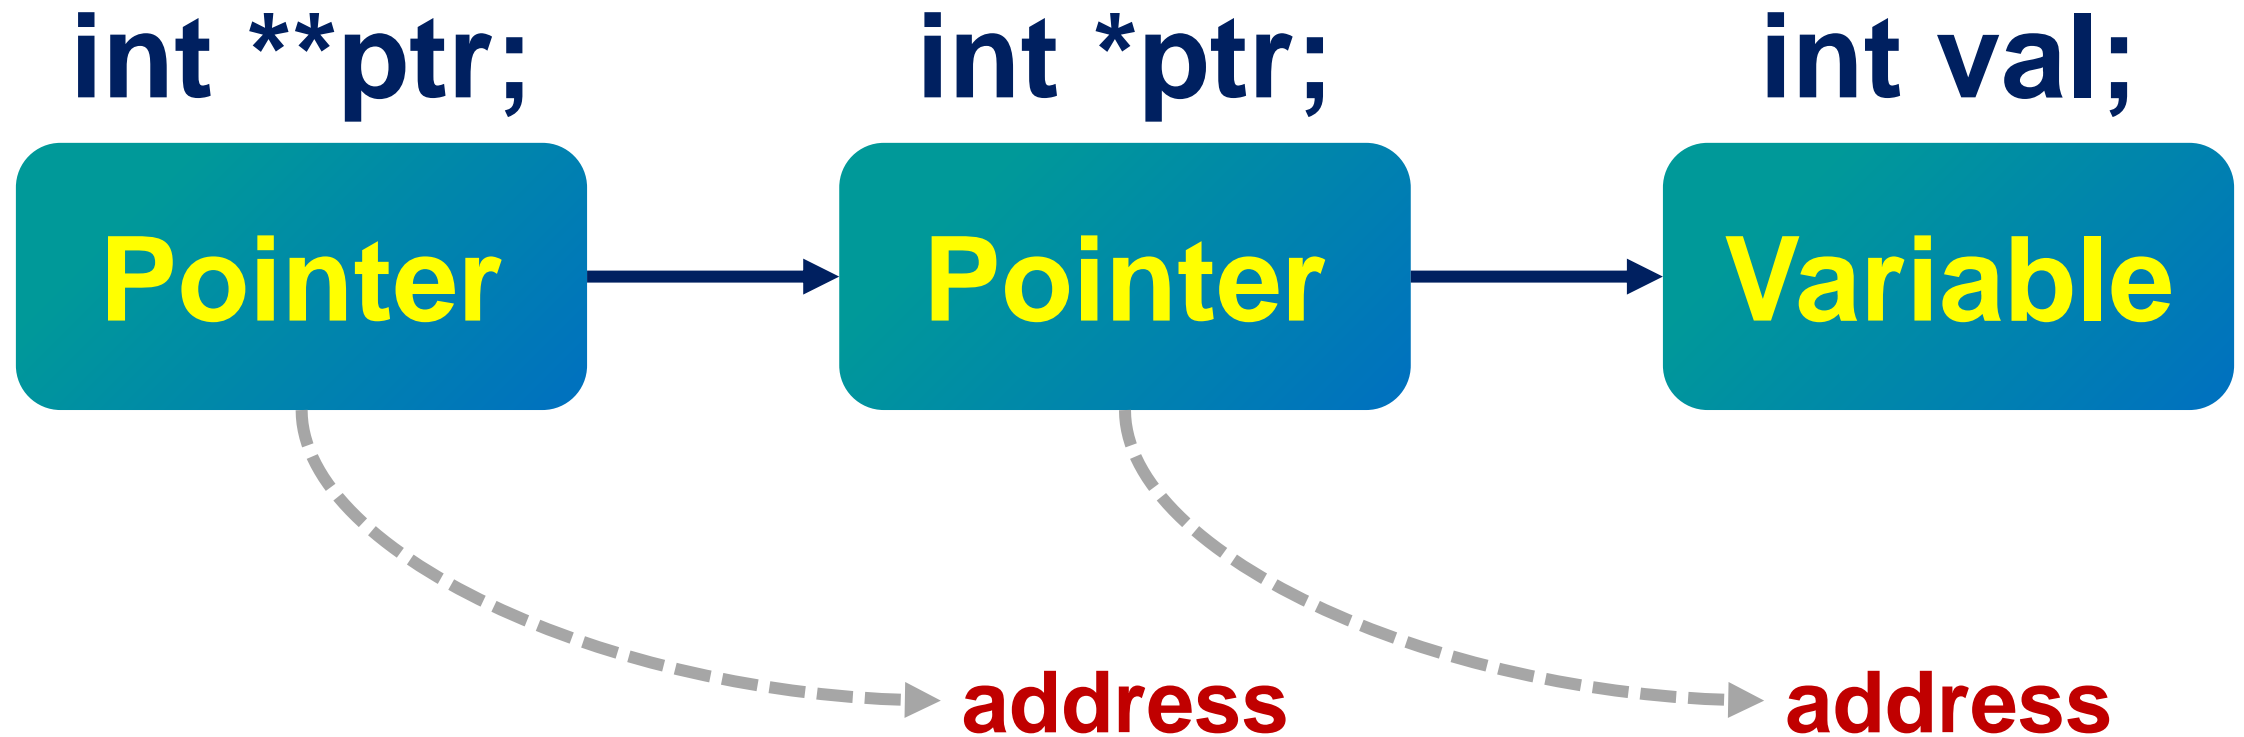 int **ptr;
int *ptr;
int val;
Pointer
Pointer
Variable
address
address